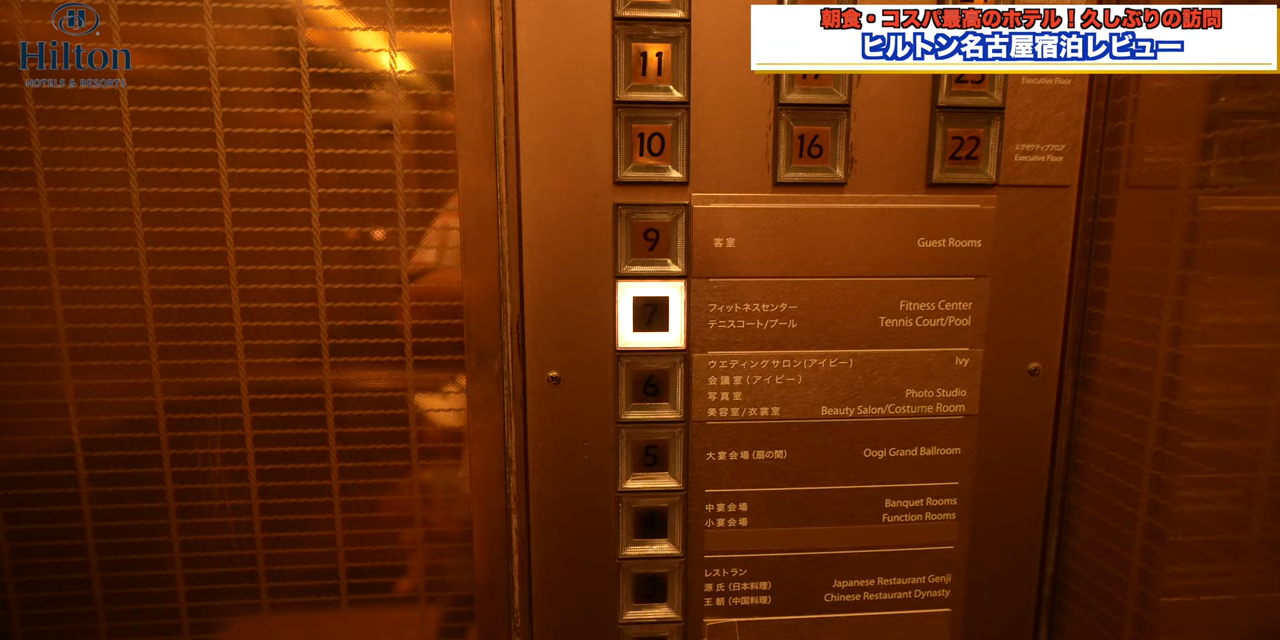 Hilton
HOTELS & RESORTS
朝食・コスパ最高のホテル！久しぶりの訪問
ヒルトン名古屋宿泊レビュー
11
17
23
Executive Floor
10
16
22
エグゼクティブフロア
Executive Floor
9
客室
Guest Rooms
7
フィットネスセンター
Fitness Center
テニスコート/プール
Tennis Court/Pool
6
ウエディングサロン(アイビー)
Ivy
会議室(アイビー)
写真室
Photo Studio
美容室/衣裳室
Beauty Salon/Costume Room
5
大宴会場(扇の間)
Oogi Grand Ballroom
4
中宴会場
Banquet Rooms
小宴会場
Function Rooms
3
レストラン
源氏(日本料理)
Japanese Restaurant Genji
王朝(中国料理)
Chinese Restaurant Dynasty